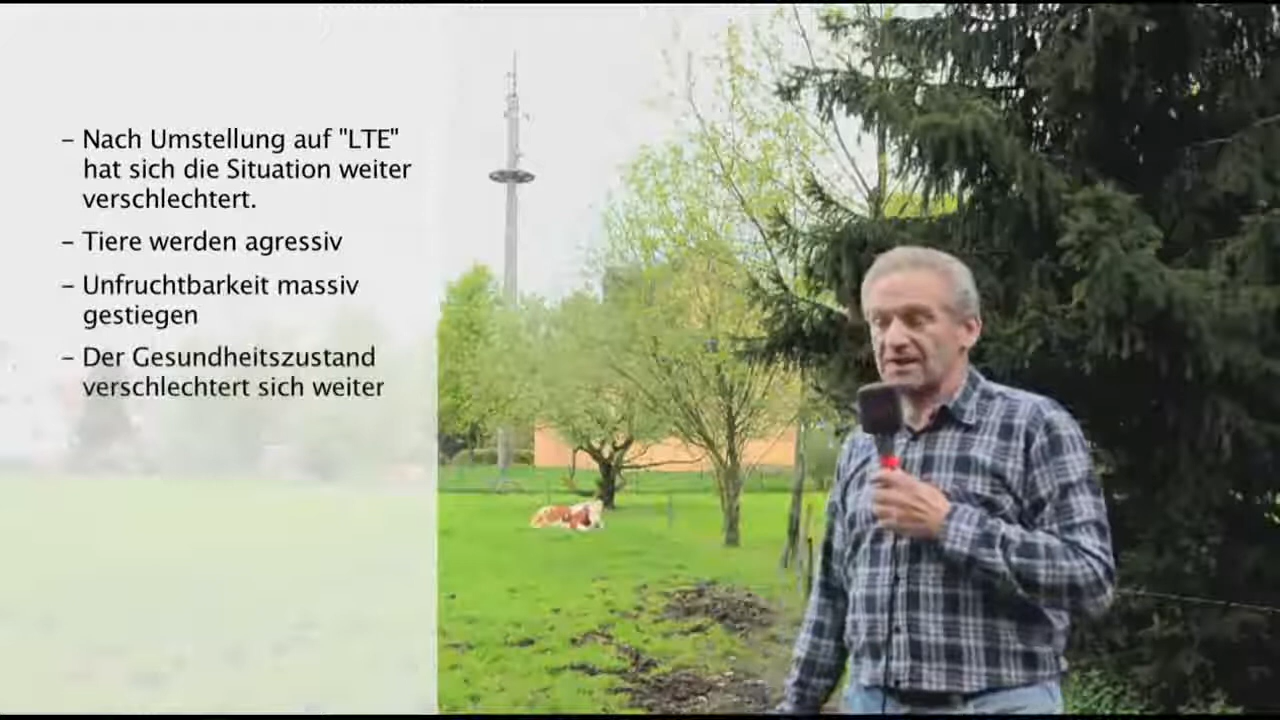 – Nach Umstellung auf "LTE"
hat sich die Situation weiter
verschlechtert.
– Tiere werden agressiv
– Unfruchtbarkeit massiv
gestiegen
– Der Gesundheitszustand
verschlechtert sich weiter